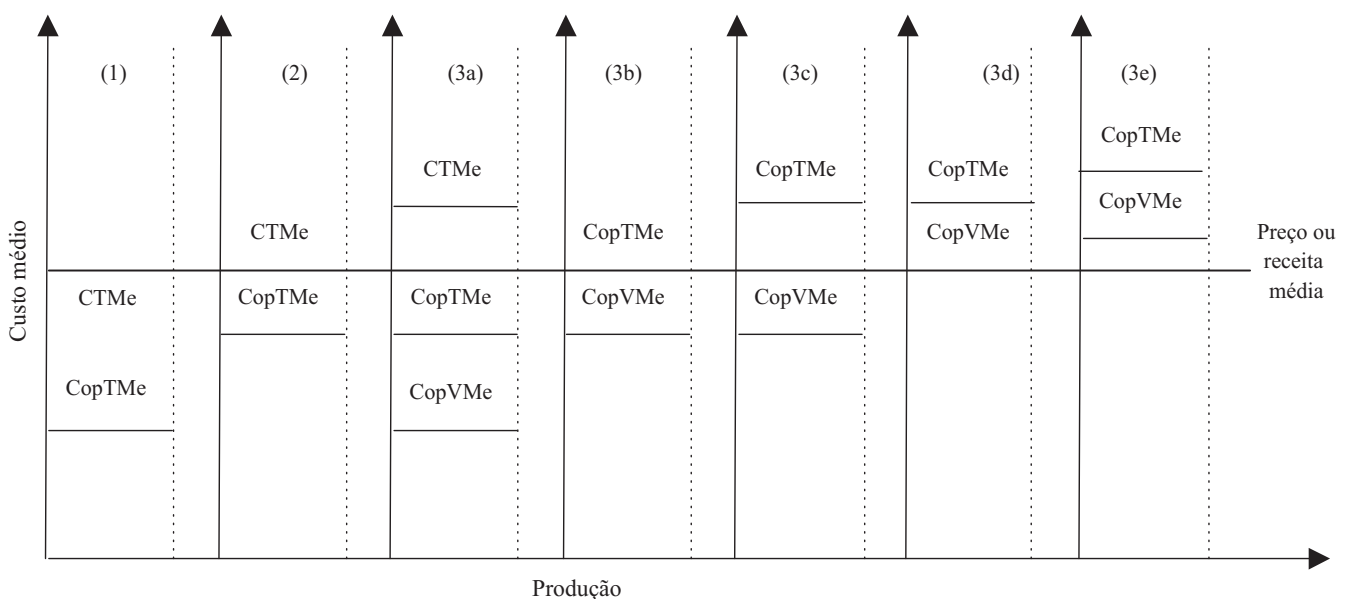 (1)
(2)
(3a)
(3b)
(3c)
(3d)
(3e)
CopTMe
CTMe
CopTMe
CopTMe
CopVMe
CTMe
CopTMe
CopVMe
Preço ou
receita
média
Custo médio
CTMe
CopTMe
CopTMe
CopVMe
CopVMe
CopTMe
CopVMe
Produção